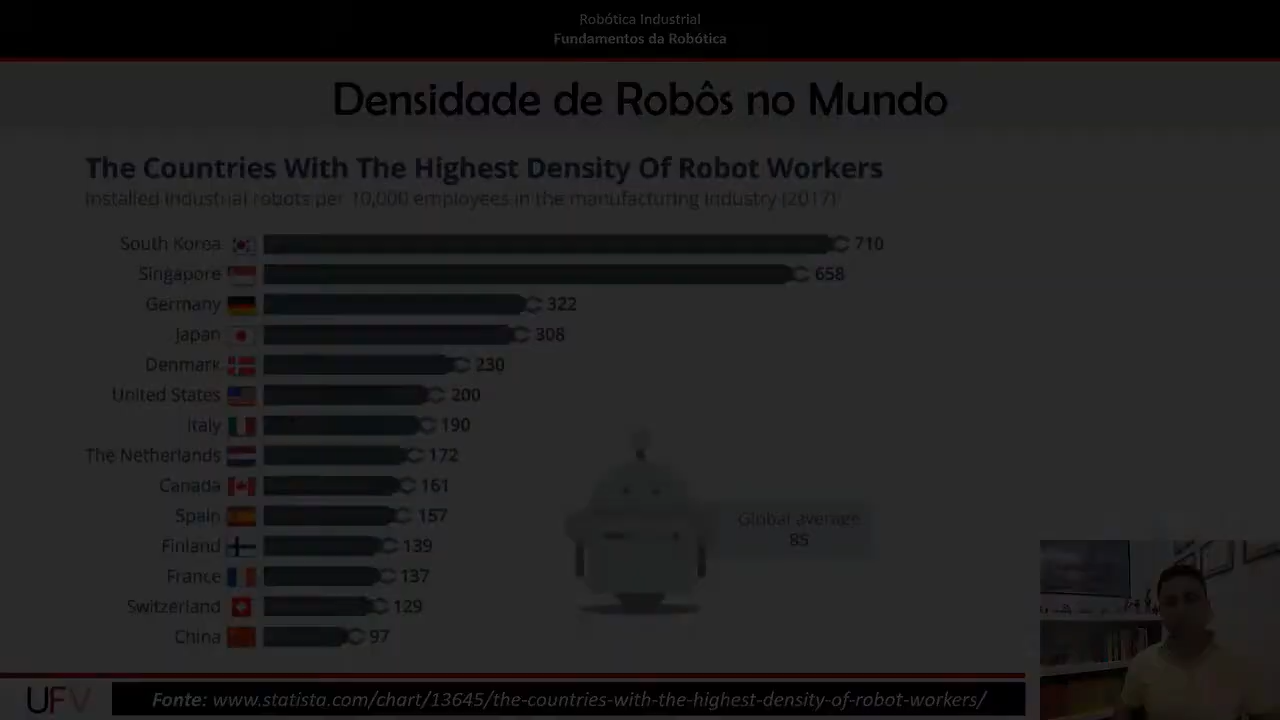 Robótica Industrial
Fundamentos da Robótica
Densidade de Robôs no Mundo
The Countries With The Highest Density Of Robot Workers
Installed industrial robots per 10,000 employees in the manufacturing industry (2017)
South Korea 710
Singapore 658
Germany 322
Japan 308
Denmark 230
United States 200
Italy 190
The Netherlands 172
Canada 161
Spain 157
Finland 139
France 137
Switzerland 129
China 97
Global average
85
UFV
Fonte: www.statista.com/chart/13645/the-countries-with-the-highest-density-of-robot-workers/